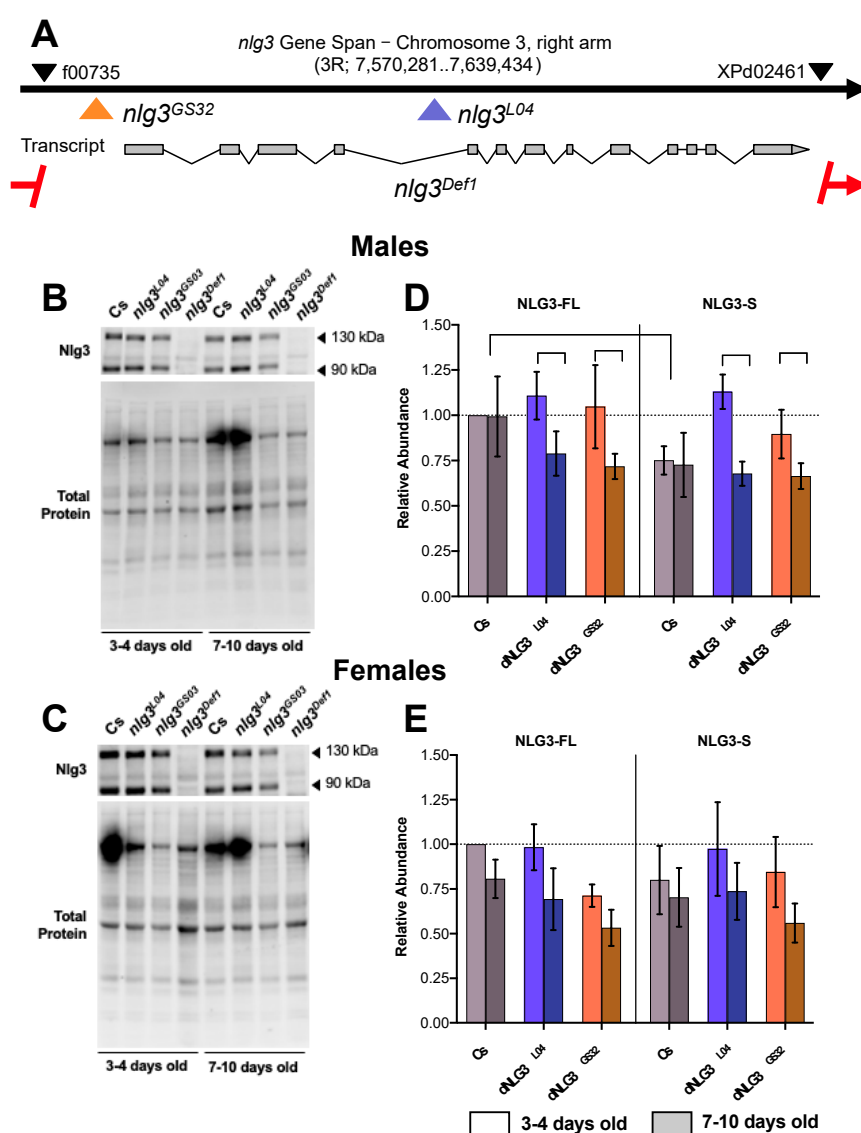 A
nlg3 Gene Span – Chromosome 3, right arm
(3R; 7,570,281..7,639,434)
f00735
XPd02461
nlg3GS32
nlg3L04
Transcript
nlg3Def1
Males
B
Cs
nlg3L04
nlg3GS03
nlg3Def1
Cs
nlg3L04
nlg3GS03
nlg3Def1
Nlg3
130 kDa
90 kDa
Total
Protein
3-4 days old
7-10 days old
D
NLG3-FL
NLG3-S
Relative Abundance
1.50
1.25
1.00
0.75
0.50
0.25
0.00
Cs
dNLG3 L04
dNLG3 GS32
Cs
dNLG3 L04
dNLG3 GS32
Females
C
Cs
nlg3L04
nlg3GS03
nlg3Def1
Cs
nlg3L04
nlg3GS03
nlg3Def1
Nlg3
130 kDa
90 kDa
Total
Protein
3-4 days old
7-10 days old
E
NLG3-FL
NLG3-S
Relative Abundance
1.50
1.25
1.00
0.75
0.50
0.25
0.00
Cs
dNLG3 L04
dNLG3 GS32
Cs
dNLG3 L04
dNLG3 GS32
3-4 days old
7-10 days old